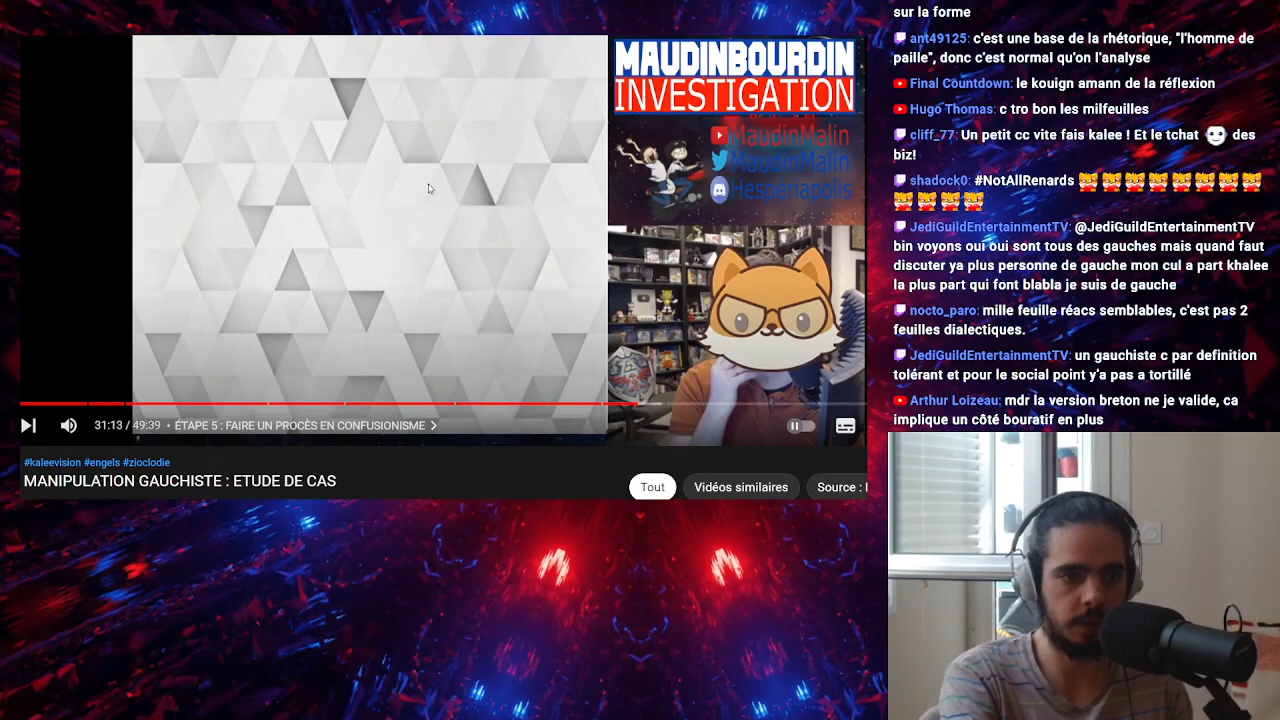 MAUDINBOURDIN
INVESTIGATION
MaudinMalin
MaudinMalin
Hespériapolis
31:13 / 49:39 • ÉTAPE 5 : FAIRE UN PROCÈS EN CONFUSIONISME
#kaleevision #engels #zioclodie
MANIPULATION GAUCHISTE : ETUDE DE CAS
Tout
Vidéos similaires
Source :
sur la forme
ant49125: c'est une base de la rhétorique, "l'homme de
paille", donc c'est normal qu'on l'analyse
Final Countdown: le kouign amann de la réflexion
Hugo Thomas: c tro bon les milfeuilles
cliff_77: Un petit cc vite fais kalee ! Et le tchat des
biz!
shadock0: #NotAllRenards
JediGuildEntertainmentTV: @JediGuildEntertainmentTV
bin voyons oui oui sont tous des gauches mais quand faut
discuter ya plus personne de gauche mon cul a part khalee
la plus part qui font blabla je suis de gauche
nocto_paro: mille feuille réacs semblables, c'est pas 2
feuilles dialectiques.
JediGuildEntertainmentTV: un gauchiste c par definition
tolérant et pour le social point y'a pas a tortillé
Arthur Loizeau: mdr la version breton ne je valide, ca
implique un côté bouratif en plus